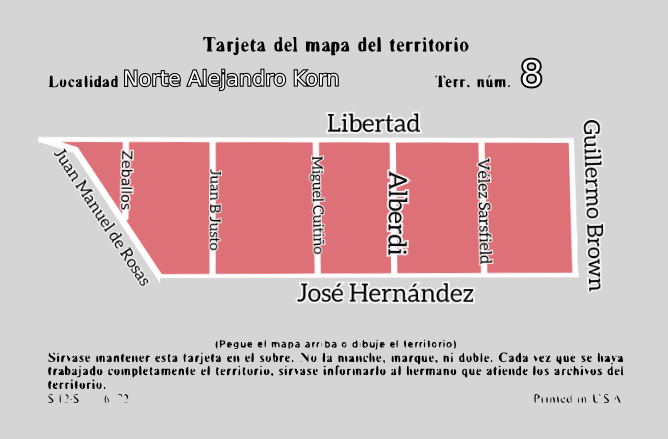 Tarjeta del mapa del territorio
Localidad Norte Alejandro Korn Terr. núm. 8
Libertad
Guillermo Brown
Juan Manuel de Rosas
Zeballos
Juan B Justo
Miguel Cuitiño
Alberdi
Vélez Sarsfield
José Hernández
(Pegue el mapa arriba o dibuje el territorio)
Sírvase mantener esta tarjeta en el sobre. No la manche, marque, ni doble. Cada vez que se haya
trabajado completamente el territorio, sírvase informarlo al hermano que atiende los archivos del
territorio.
S-12-S 6-72 Printed in U.S.A.